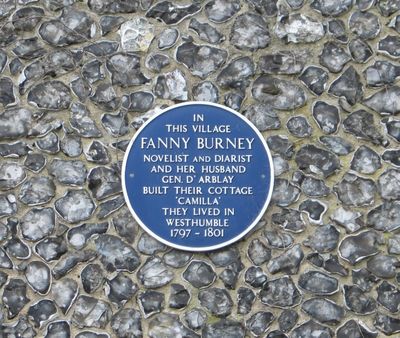 IN
THIS VILLAGE
FANNY BURNEY
NOVELIST AND DIARIST
AND HER HUSBAND
GEN. D'ARBLAY
BUILT THEIR COTTAGE
'CAMILLA'
THEY LIVED IN
WESTHUMBLE
1797 - 1801